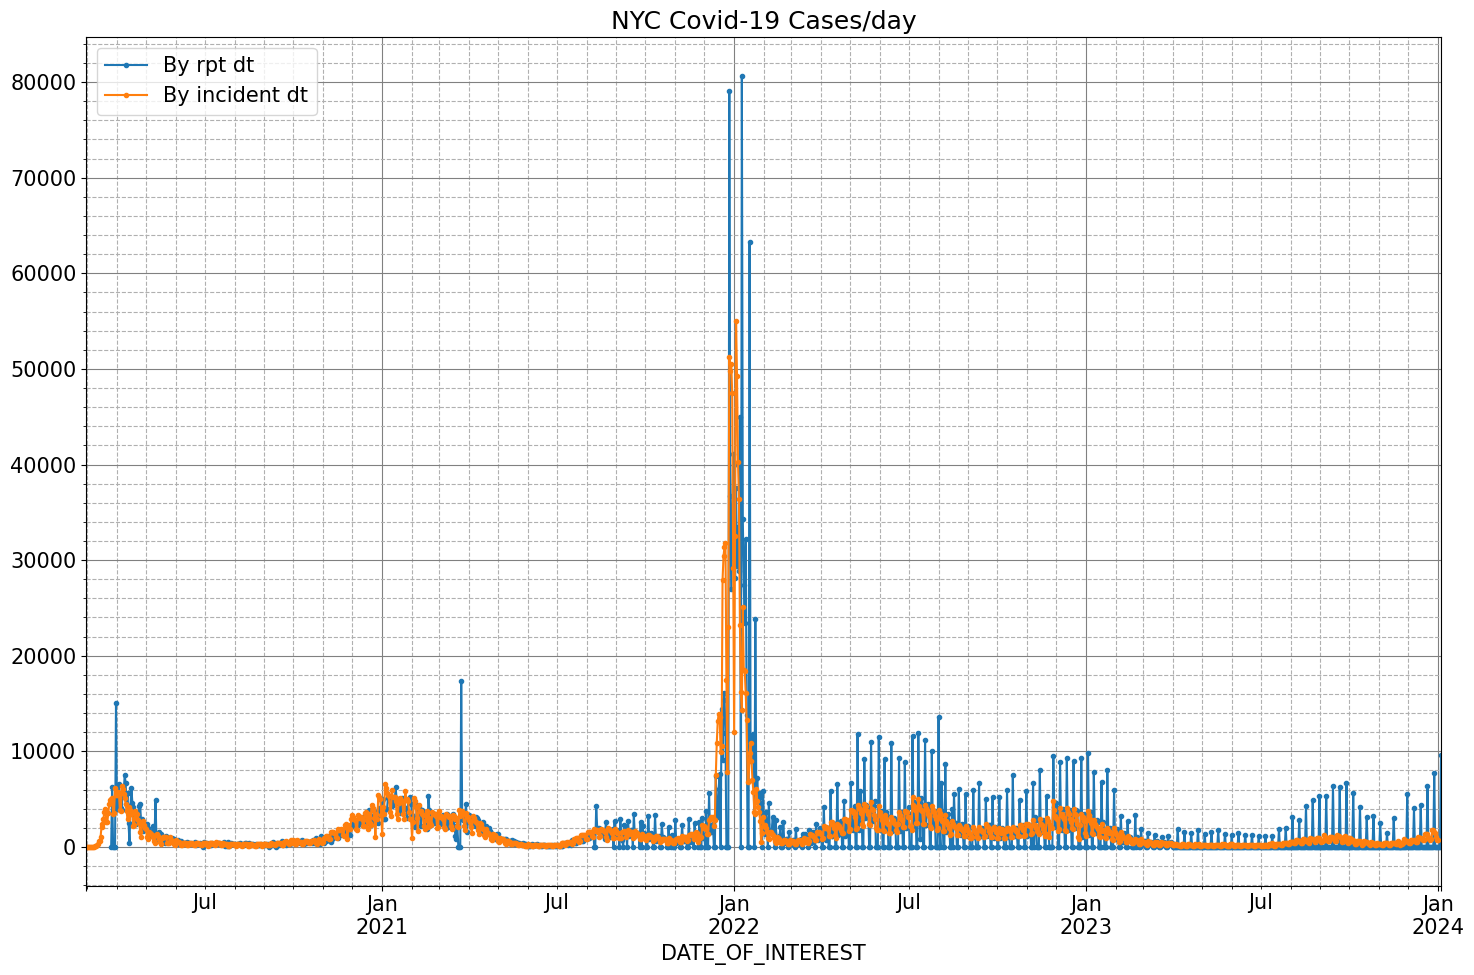 NYC Covid-19 Cases/day
By rpt dt
By incident dt
80000
70000
60000
50000
40000
30000
20000
10000
0
Jul
Jan
2021
Jul
Jan
2022
Jul
Jan
2023
Jul
Jan
2024
DATE_OF_INTEREST